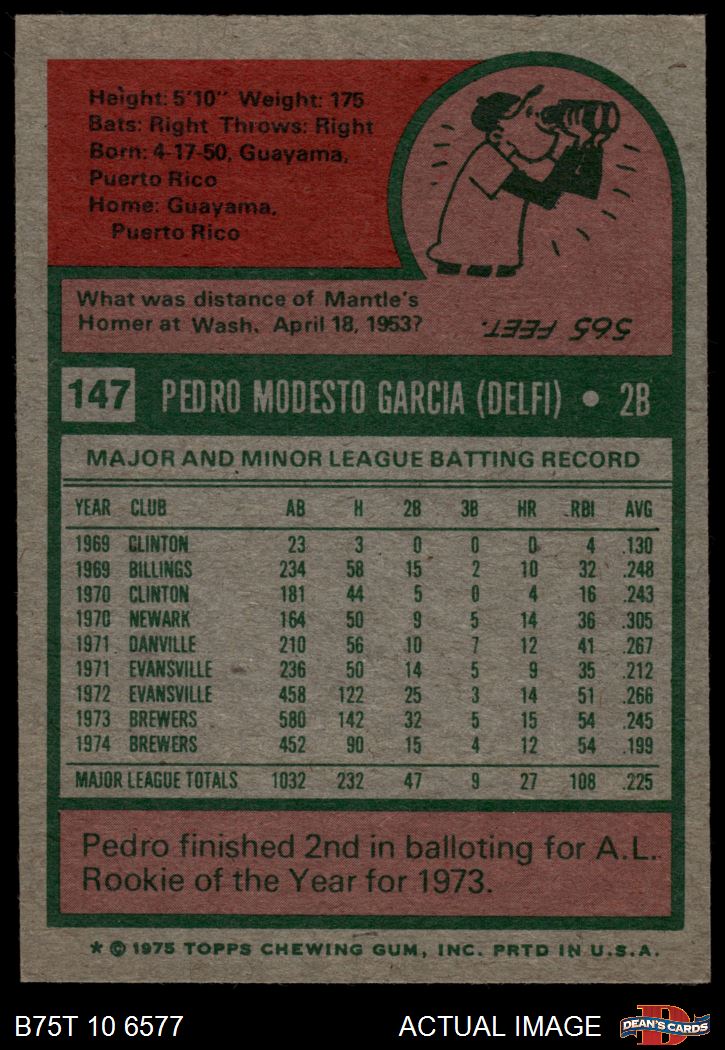 Height: 5'10" Weight: 175
Bats: Right Throws: Right
Born: 4-17-50, Guayama,
Puerto Rico
Home: Guayama,
Puerto Rico
What was distance of Mantle's
Homer at Wash. April 18, 1953?
565 FEET.
147 PEDRO MODESTO GARCIA (DELFI) • 2B
MAJOR AND MINOR LEAGUE BATTING RECORD
YEAR CLUB AB H 2B 3B HR RBI AVG
1969 CLINTON 23 3 0 0 0 4 .130
1969 BILLINGS 234 58 15 2 10 32 .248
1970 CLINTON 181 44 5 0 4 16 .243
1970 NEWARK 164 50 9 5 14 36 .305
1971 DANVILLE 210 56 10 7 12 41 .267
1971 EVANSVILLE 236 50 14 5 9 35 .212
1972 EVANSVILLE 458 122 25 3 14 51 .266
1973 BREWERS 580 142 32 5 15 54 .245
1974 BREWERS 452 90 15 4 12 54 .199
MAJOR LEAGUE TOTALS 1032 232 47 9 27 108 .225
Pedro finished 2nd in balloting for A.L.
Rookie of the Year for 1973.
* © 1975 TOPPS CHEWING GUM, INC. PRTD IN U.S.A.
B75T 10 6577 ACTUAL IMAGE D DEAN'S CARDS